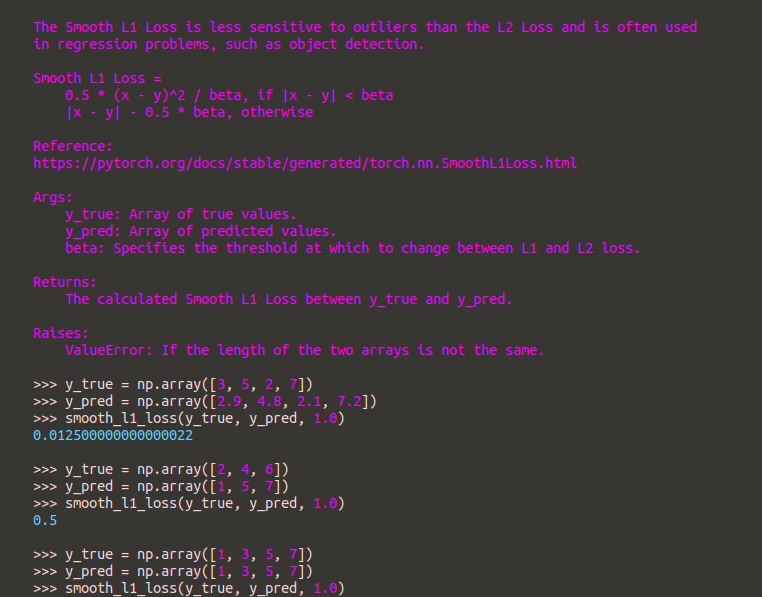 The Smooth L1 Loss is less sensitive to outliers than the L2 Loss and is often used
in regression problems, such as object detection.
Smooth L1 Loss =
0.5 * (x - y)^2 / beta, if |x - y| < beta
|x - y| - 0.5 * beta, otherwise
Reference:
https://pytorch.org/docs/stable/generated/torch.nn.SmoothL1Loss.html
Args:
y_true: Array of true values.
y_pred: Array of predicted values.
beta: Specifies the threshold at which to change between L1 and L2 loss.
Returns:
The calculated Smooth L1 Loss between y_true and y_pred.
Raises:
ValueError: If the length of the two arrays is not the same.
>>> y_true = np.array([3, 5, 2, 7])
>>> y_pred = np.array([2.9, 4.8, 2.1, 7.2])
>>> smooth_l1_loss(y_true, y_pred, 1.0)
0.012500000000000022
>>> y_true = np.array([2, 4, 6])
>>> y_pred = np.array([1, 5, 7])
>>> smooth_l1_loss(y_true, y_pred, 1.0)
0.5
>>> y_true = np.array([1, 3, 5, 7])
>>> y_pred = np.array([1, 3, 5, 7])
>>> smooth_l1_loss(y_true, y_pred, 1.0)